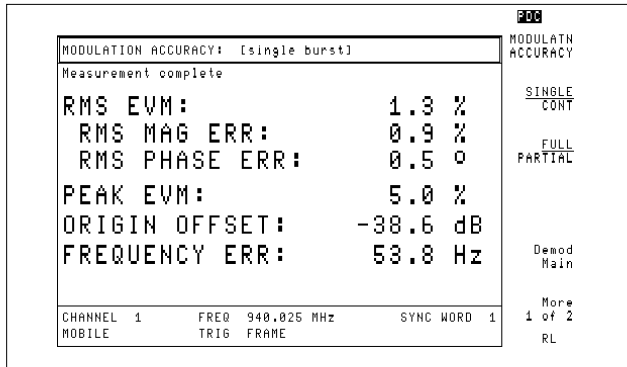 PDC
MODULATN
ACCURACY
MODULATION ACCURACY: [single burst]
Measurement complete
RMS EVM: 1.3 %
RMS MAG ERR: 0.9 %
RMS PHASE ERR: 0.5 °
PEAK EVM: 5.0 %
ORIGIN OFFSET: -38.6 dB
FREQUENCY ERR: 53.8 Hz
CHANNEL 1 FREQ 940.025 MHz SYNC WORD 1
MOBILE TRIG FRAME
SINGLE
CONT
FULL
PARTIAL
Demod
Main
More
1 of 2
RL